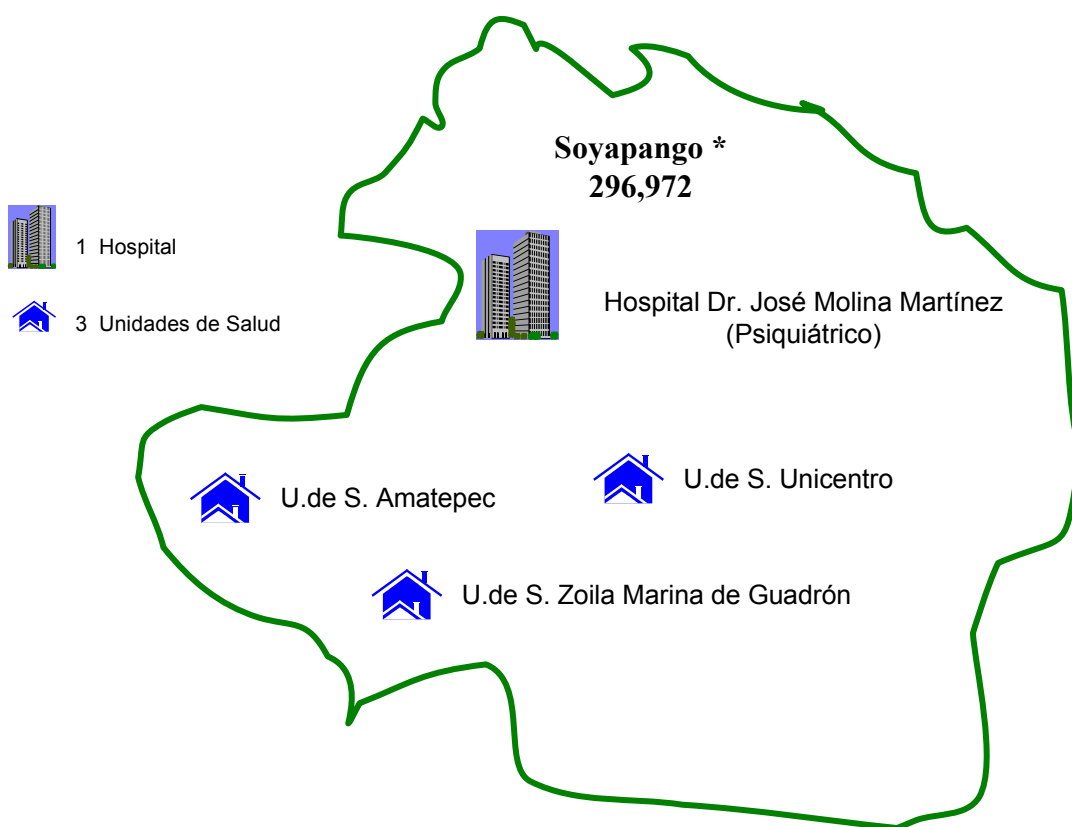 Soyapango *
296,972
1 Hospital
3 Unidades de Salud
Hospital Dr. José Molina Martínez
(Psiquiátrico)
U.de S. Amatepec
U.de S. Unicentro
U.de S. Zoila Marina de Guadrón